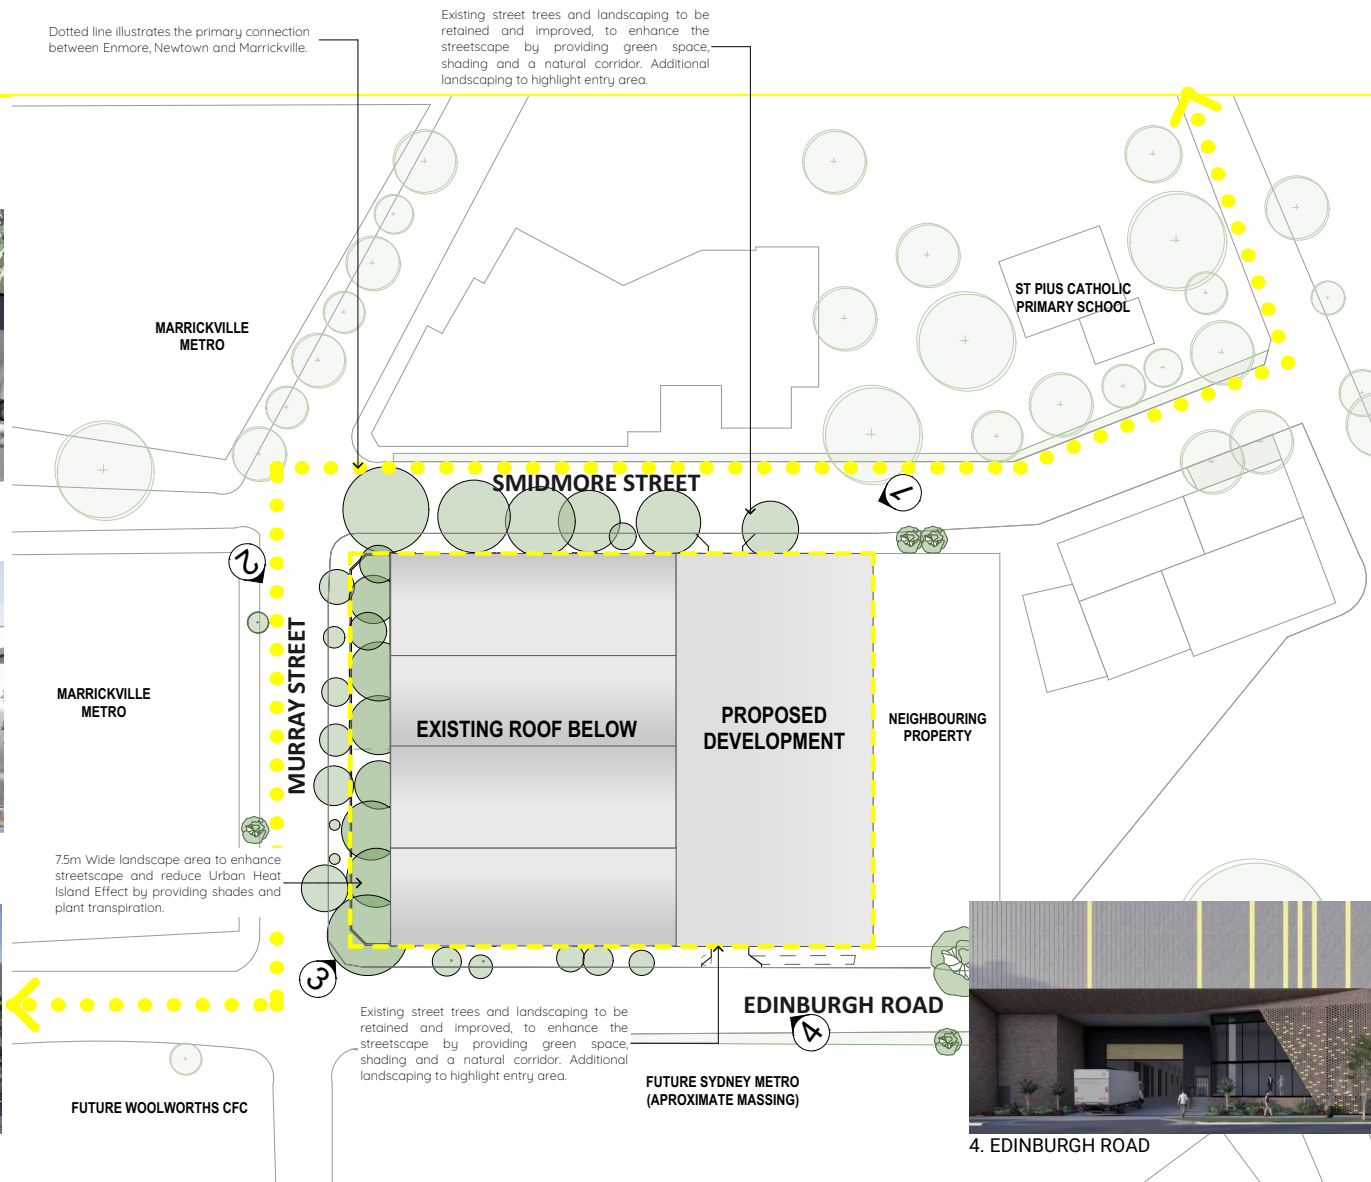 Dotted line illustrates the primary connection
between Enmore, Newtown and Marrickville.
Existing street trees and landscaping to be
retained and improved, to enhance the
streetscape by providing green space,
shading and a natural corridor. Additional
landscaping to highlight entry area.
MARRICKVILLE
METRO
ST PIUS CATHOLIC
PRIMARY SCHOOL
SMIDMORE STREET
1
2
MURRAY STREET
MARRICKVILLE
METRO
EXISTING ROOF BELOW
PROPOSED
DEVELOPMENT
NEIGHBOURING
PROPERTY
7.5m Wide landscape area to enhance
streetscape and reduce Urban Heat
Island Effect by providing shades and
plant transpiration.
3
EDINBURGH ROAD
4
Existing street trees and landscaping to be
retained and improved, to enhance the
streetscape by providing green space,
shading and a natural corridor. Additional
landscaping to highlight entry area.
FUTURE SYDNEY METRO
(APROXIMATE MASSING)
FUTURE WOOLWORTHS CFC
4. EDINBURGH ROAD